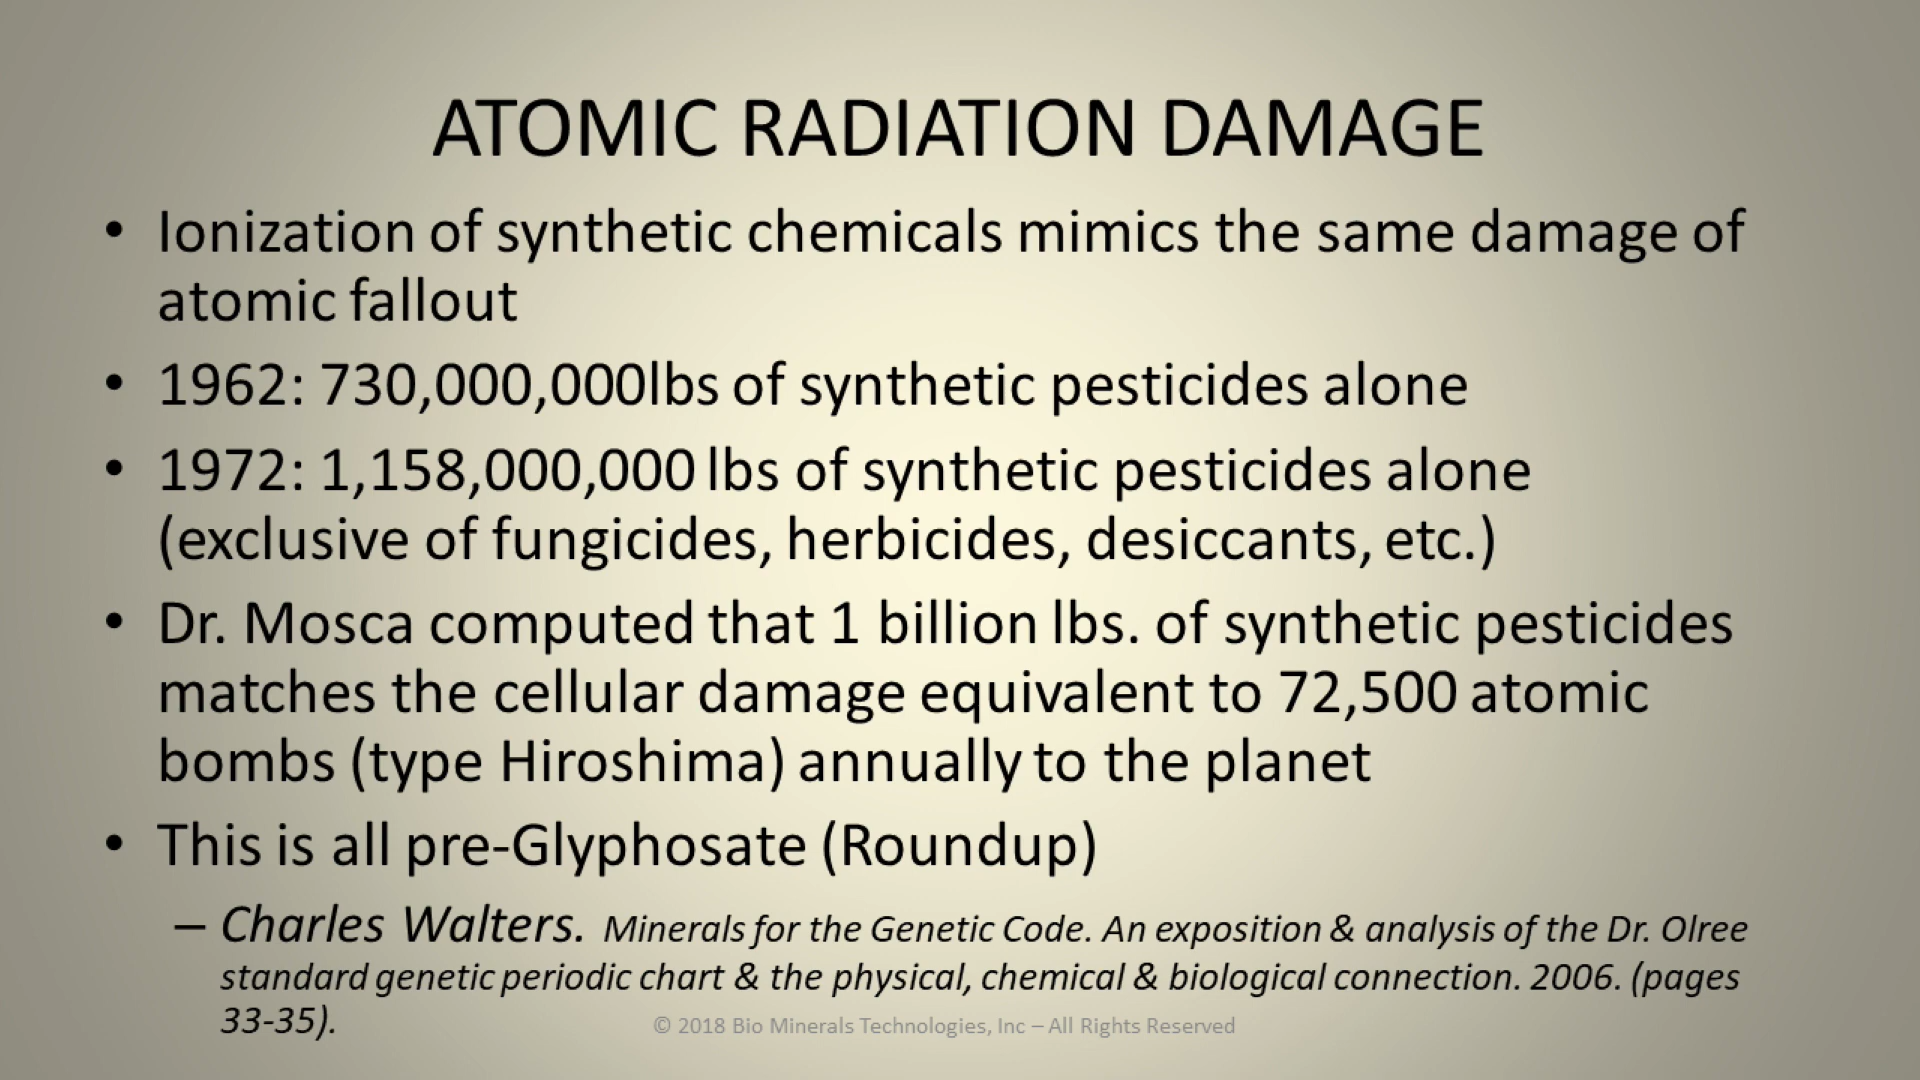 ATOMIC RADIATION DAMAGE
• Ionization of synthetic chemicals mimics the same damage of
atomic fallout
• 1962: 730,000,000lbs of synthetic pesticides alone
• 1972: 1,158,000,000 lbs of synthetic pesticides alone
(exclusive of fungicides, herbicides, desiccants, etc.)
• Dr. Mosca computed that 1 billion lbs. of synthetic pesticides
matches the cellular damage equivalent to 72,500 atomic
bombs (type Hiroshima) annually to the planet
• This is all pre-Glyphosate (Roundup)
– Charles Walters. Minerals for the Genetic Code. An exposition & analysis of the Dr. Olree
standard genetic periodic chart & the physical, chemical & biological connection. 2006. (pages
33-35).
© 2018 Bio Minerals Technologies, Inc – All Rights Reserved